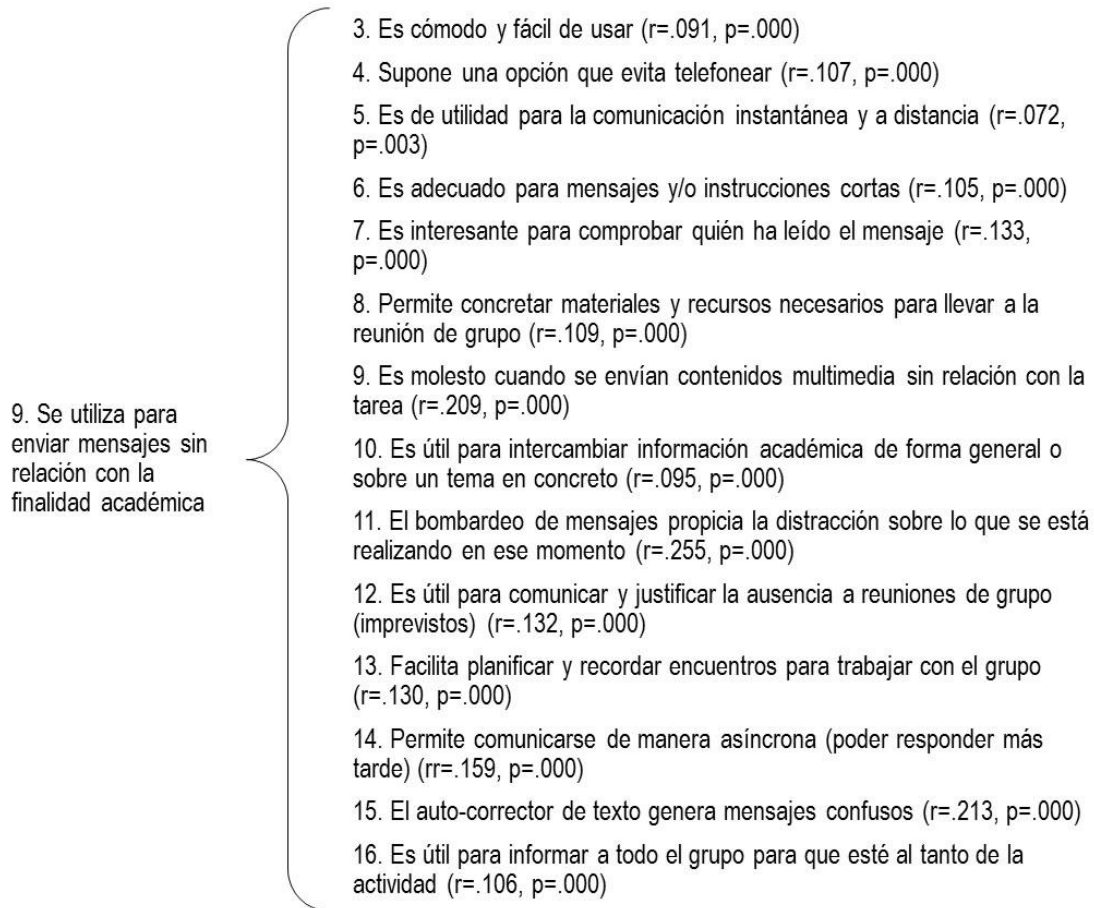 9. Se utiliza para
enviar mensajes sin
relación con la
finalidad académica
3. Es cómodo y fácil de usar (r=.091, p=.000)
4. Supone una opción que evita telefonear (r=.107, p=.000)
5. Es de utilidad para la comunicación instantánea y a distancia (r=.072,
p=.003)
6. Es adecuado para mensajes y/o instrucciones cortas (r=.105, p=.000)
7. Es interesante para comprobar quién ha leído el mensaje (r=.133,
p=.000)
8. Permite concretar materiales y recursos necesarios para llevar a la
reunión de grupo (r=.109, p=.000)
9. Es molesto cuando se envían contenidos multimedia sin relación con la
tarea (r=.209, p=.000)
10. Es útil para intercambiar información académica de forma general o
sobre un tema en concreto (r=.095, p=.000)
11. El bombardeo de mensajes propicia la distracción sobre lo que se está
realizando en ese momento (r=.255, p=.000)
12. Es útil para comunicar y justificar la ausencia a reuniones de grupo
(imprevistos) (r=.132, p=.000)
13. Facilita planificar y recordar encuentros para trabajar con el grupo
(r=.130, p=.000)
14. Permite comunicarse de manera asíncrona (poder responder más
tarde) (rr=.159, p=.000)
15. El auto-corrector de texto genera mensajes confusos (r=.213, p=.000)
16. Es útil para informar a todo el grupo para que esté al tanto de la
actividad (r=.106, p=.000)